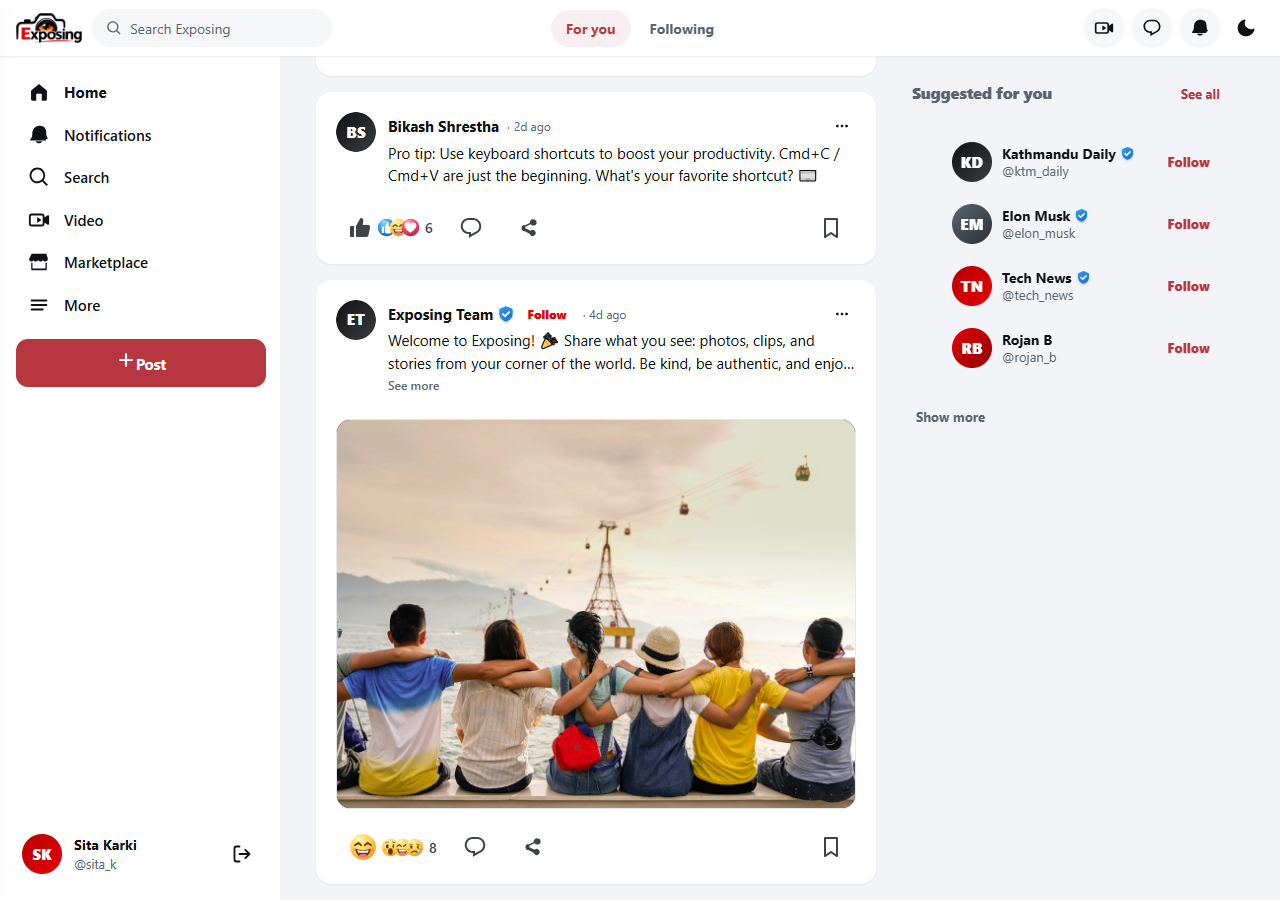 Exposing
Search Exposing
For you
Following
Home
Notifications
Search
Video
Marketplace
More
Post
BS
Bikash Shrestha · 2d ago
Pro tip: Use keyboard shortcuts to boost your productivity. Cmd+C /
Cmd+V are just the beginning. What's your favorite shortcut? ⌨️
6
ET
Exposing Team Follow · 4d ago
Welcome to Exposing! 🎉 Share what you see: photos, clips, and
stories from your corner of the world. Be kind, be authentic, and enjo...
See more
8
Suggested for you
See all
KD
Kathmandu Daily
@ktm_daily
Follow
EM
Elon Musk
@elon_musk
Follow
TN
Tech News
@tech_news
Follow
RB
Rojan B
@rojan_b
Follow
Show more
SK
Sita Karki
@sita_k